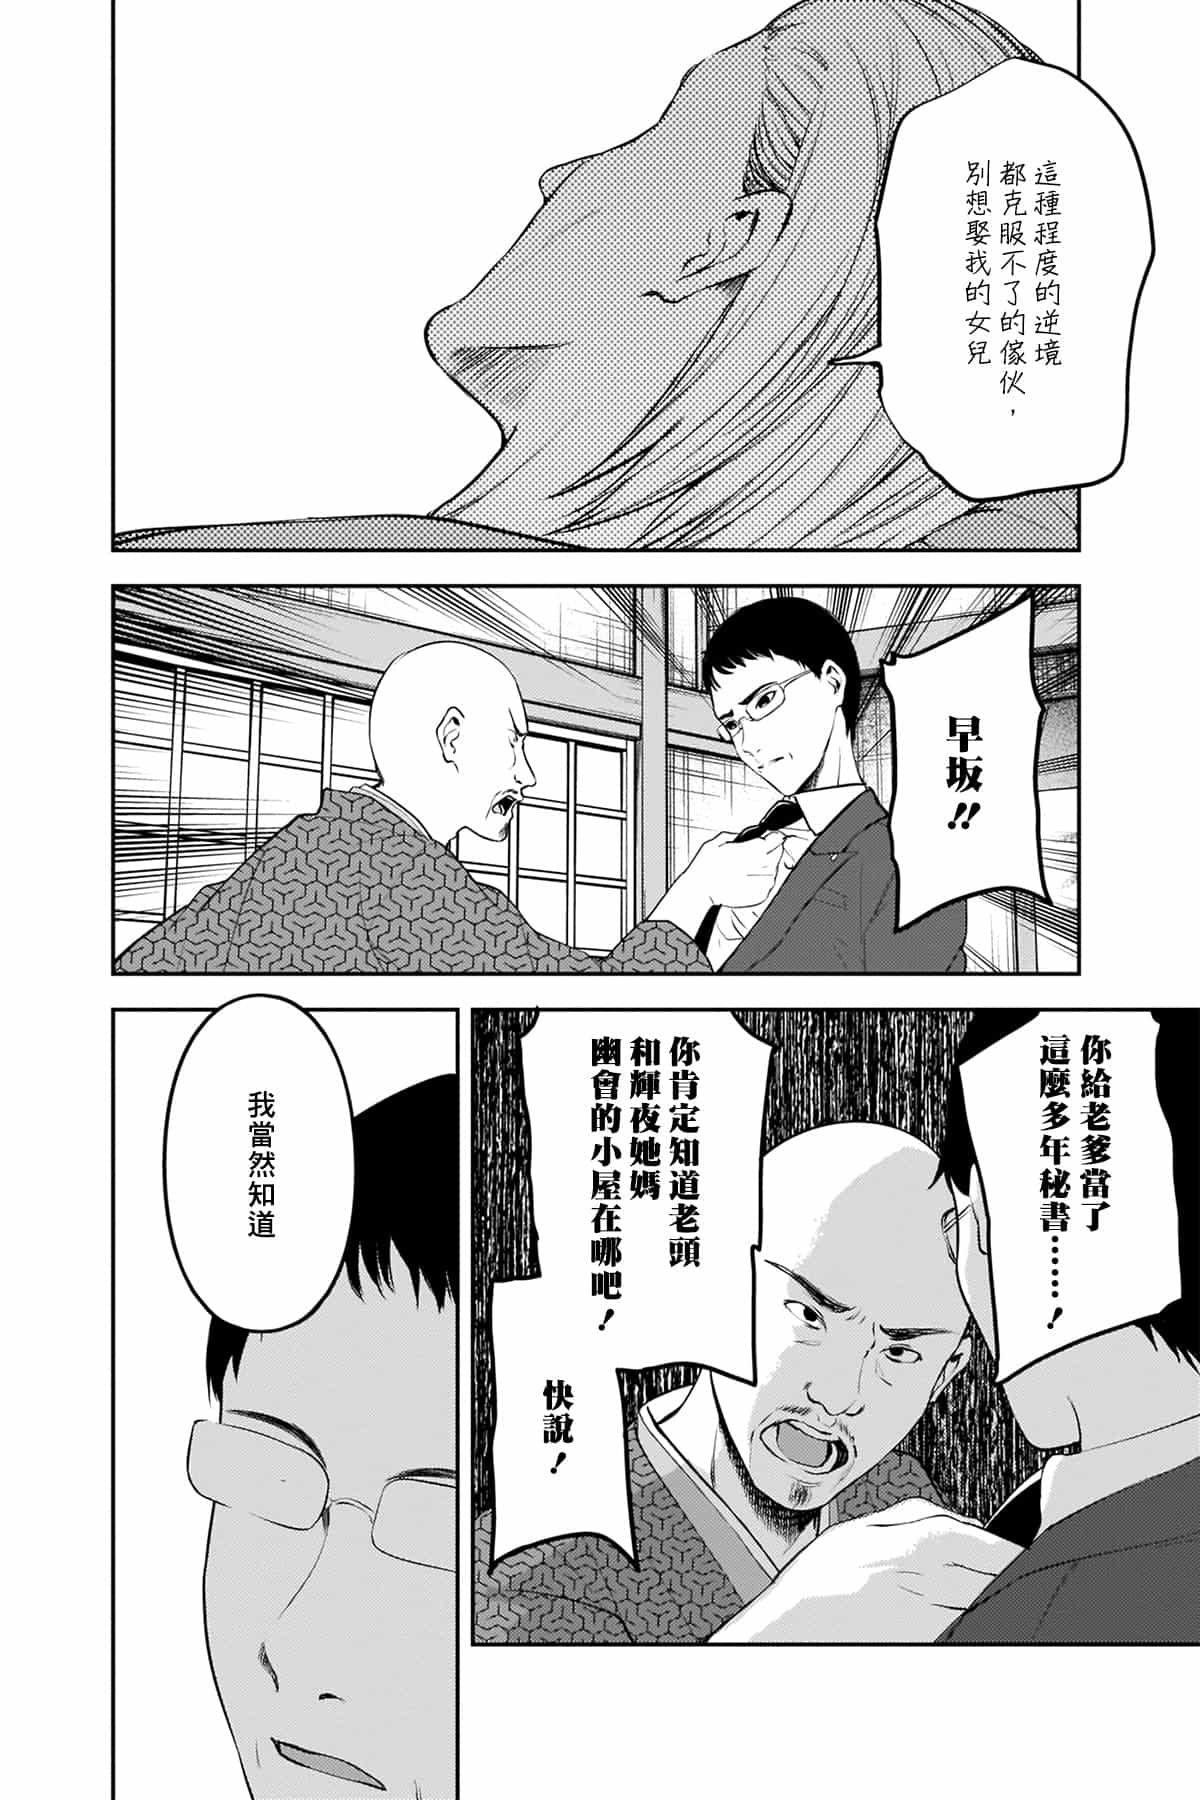 這種程度的逆境
都克服不了的傢伙，
別想娶我的女兒
早坂！！
你給老爹當了
這麼多年秘書……！
你肯定知道老頭
和輝夜她媽
幽會的小屋在哪吧！
快說！
我當然知道